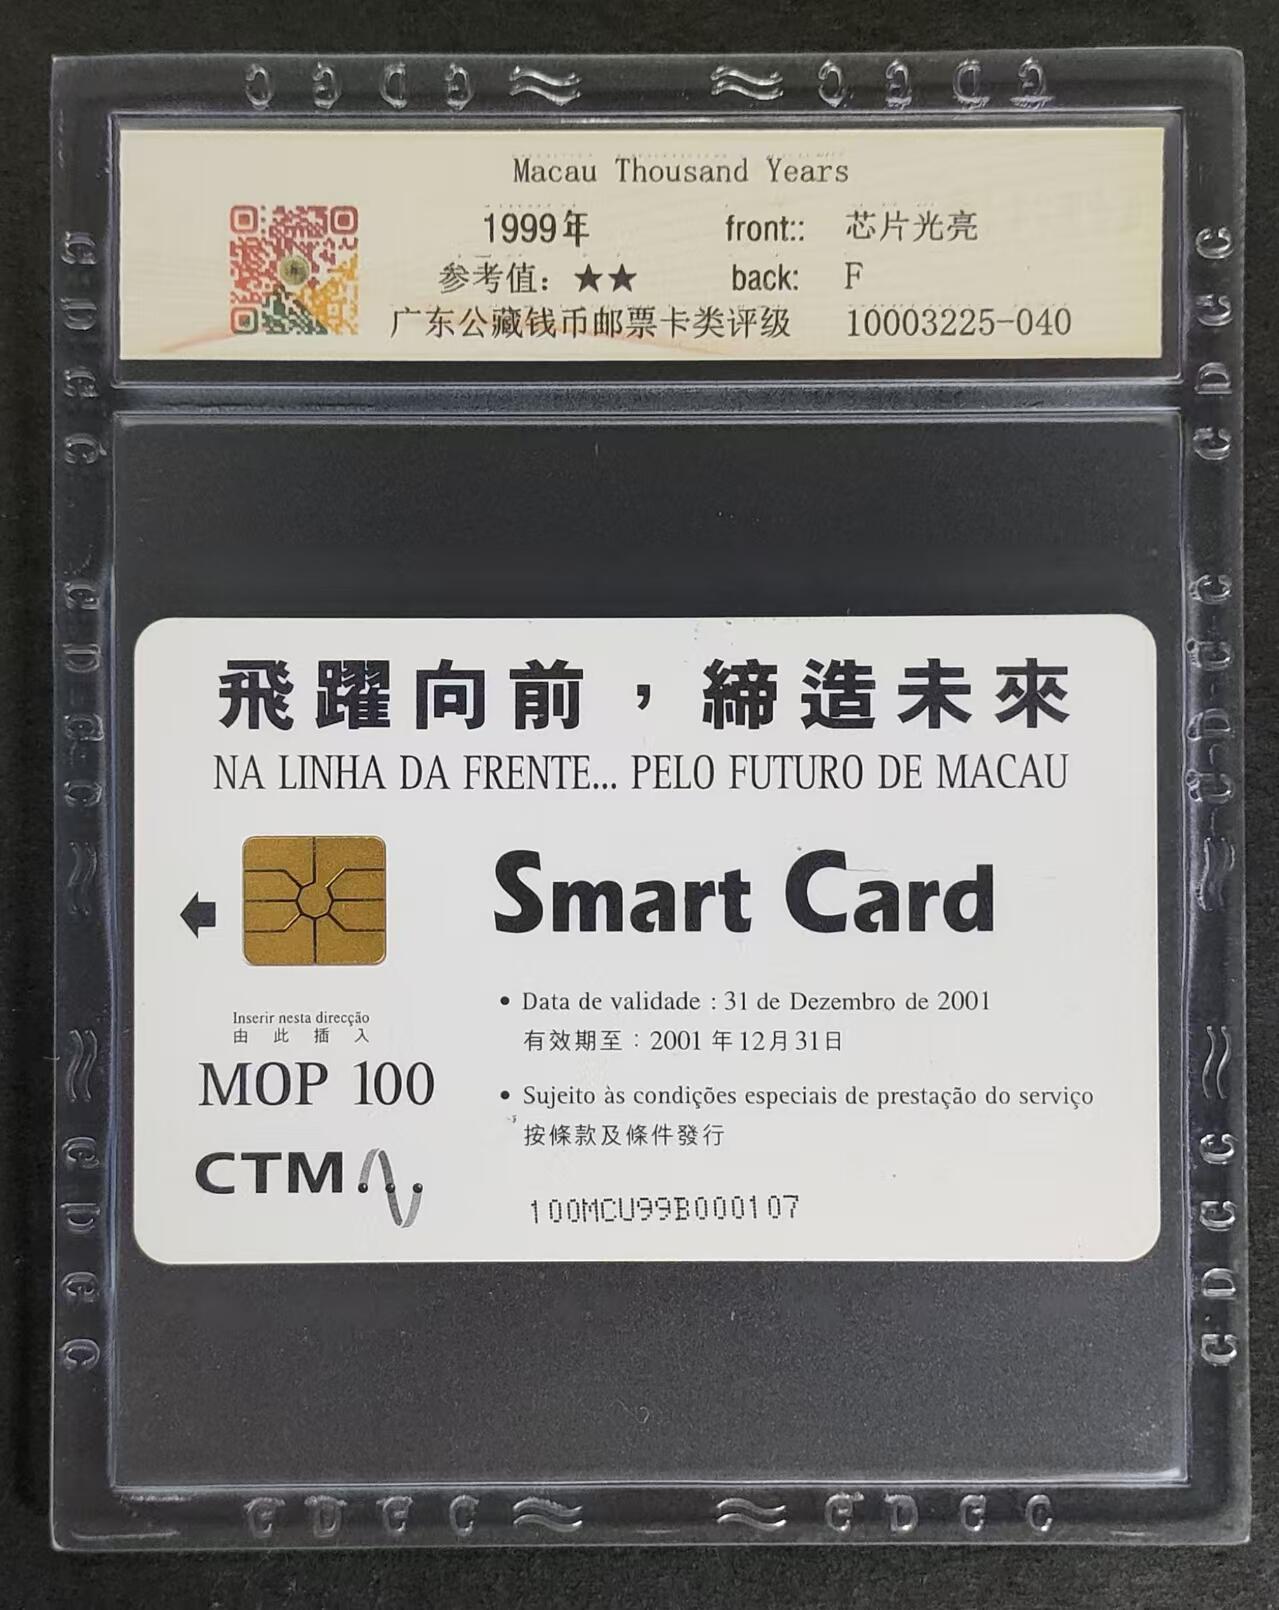 C G D G ≈ ≈ C G D G
Macau Thousand Years
1999年 front:: 芯片光亮
参考值: ★★ back: F
广东公藏钱币邮票卡类评级 10003225-040
飛躍向前，締造未來
NA LINHA DA FRENTE... PELO FUTURO DE MACAU
Smart Card
Inserir nesta direcção
由此插入
MOP 100
CTM
• Data de validade : 31 de Dezembro de 2001
有效期至：2001 年 12 月 31 日
• Sujeito às condições especiais de prestação do serviço
按條款及條件發行
100MCU99B000107